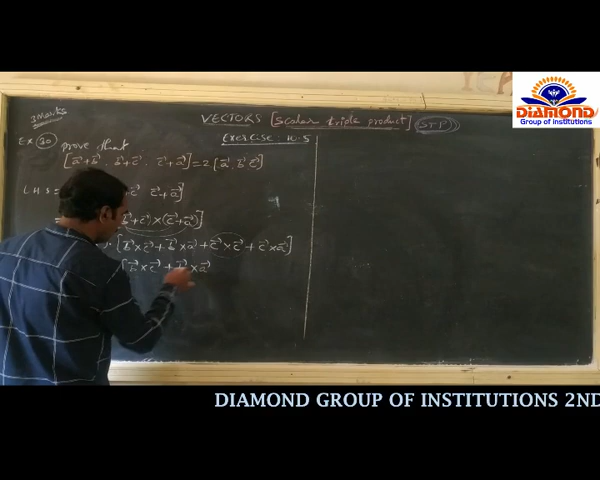 3 Marks
VECTORS [Scalar triple product] (STP)
Exercise: 10.5
Ex 30 prove that
[a⃗+b⃗, b⃗+c⃗, c⃗+a⃗] = 2 [a⃗, b⃗ c⃗]
LHS = c⃗ c⃗+a⃗]
= b⃗+c⃗) × (c⃗+a⃗)]
. [b⃗×c⃗ + b⃗×a⃗ + c⃗×c⃗ + c⃗×a⃗]
[b⃗×c⃗ + b⃗×a⃗
DIAMOND
Group of institutions
DIAMOND GROUP OF INSTITUTIONS 2ND